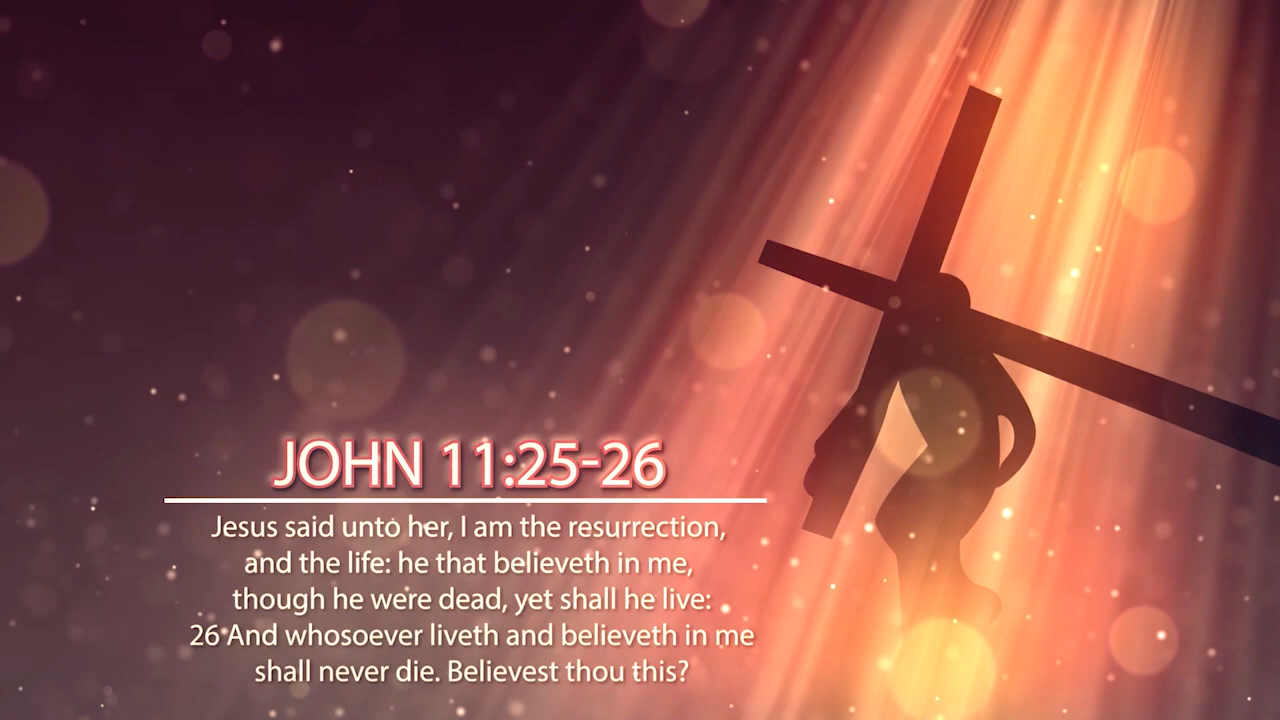 JOHN 11:25-26
Jesus said unto her, I am the resurrection,
and the life: he that believeth in me,
though he were dead, yet shall he live:
26 And whosoever liveth and believeth in me
shall never die. Believest thou this?